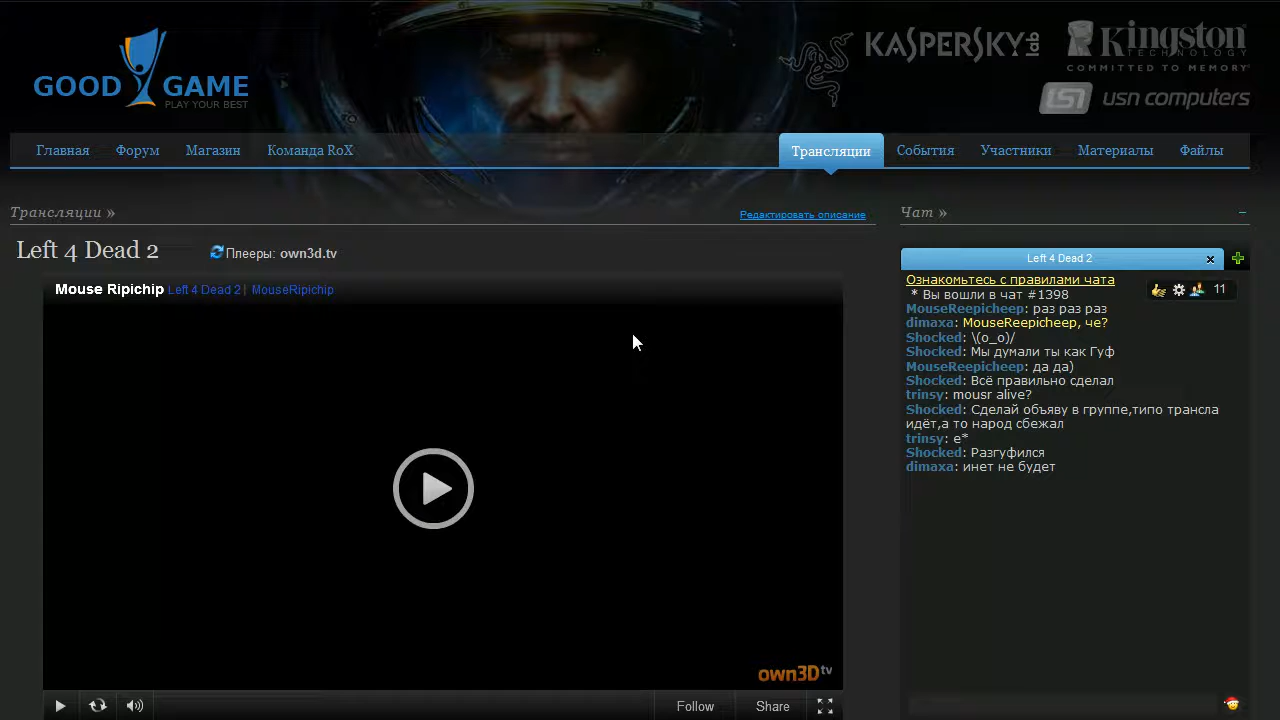 GOOD GAME
PLAY YOUR BEST
KASPERSKY lab
Kingston
TECHNOLOGY
COMMITTED TO MEMORY
usn computers
Главная Форум Магазин Команда RoX Трансляции События Участники Материалы Файлы
Трансляции »
Редактировать описание
Чат »
Left 4 Dead 2
Плееры: own3d.tv
Mouse Ripichip Left 4 Dead 2 | MouseRipichip
own3Dtv
Follow
Share
Left 4 Dead 2
Ознакомьтесь с правилами чата
* Вы вошли в чат #1398
11
MouseReepicheep: раз раз раз
dimaxa: MouseReepicheep, че?
Shocked: \(o_o)/
Shocked: Мы думали ты как Гуф
MouseReepicheep: да да)
Shocked: Всё правильно сделал
trinsy: mousr alive?
Shocked: Сделай объяву в группе,типо трансла
идёт,а то народ сбежал
trinsy: e*
Shocked: Разгуфился
dimaxa: инет не будет